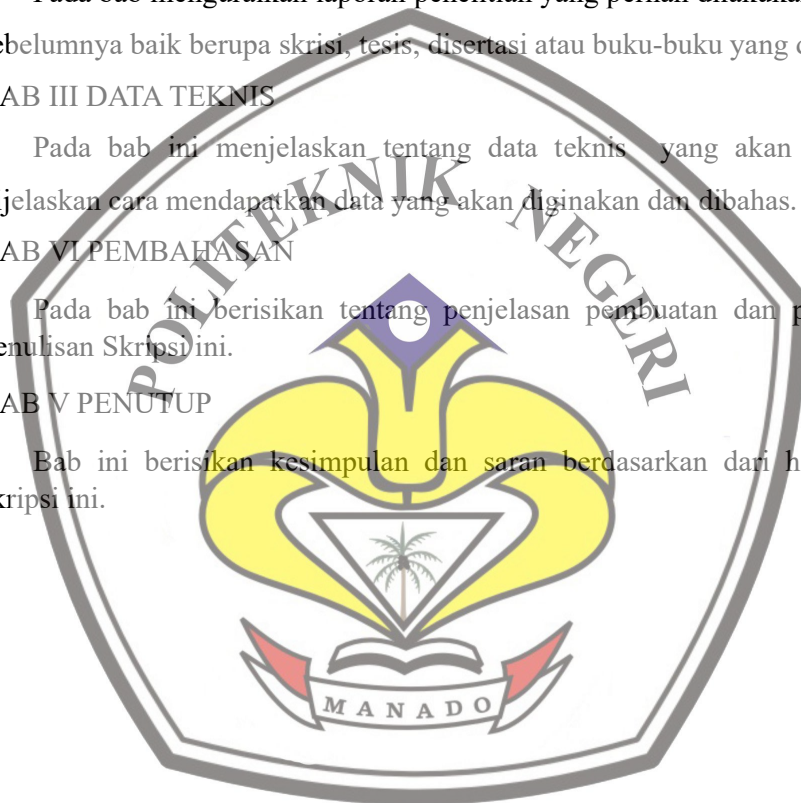 Pada bab menguraikan laporan penelitian yang pernah dilakukan
ebelumnya baik berupa skrisi, tesis, disertasi atau buku-buku yang
AB III DATA TEKNIS
Pada bab ini menjelaskan tentang data teknis yang akan
jelaskan cara mendapatkan data yang akan diginakan dan dibahas.
AB VI PEMBAHASAN
Pada bab ini berisikan tentang penjelasan pembuatan dan
enulisan Skripsi ini.
AB V PENUTUP
Bab ini berisikan kesimpulan dan saran berdasarkan dari
kripsi ini.
POLITEKNIK NEGERI
MANADO